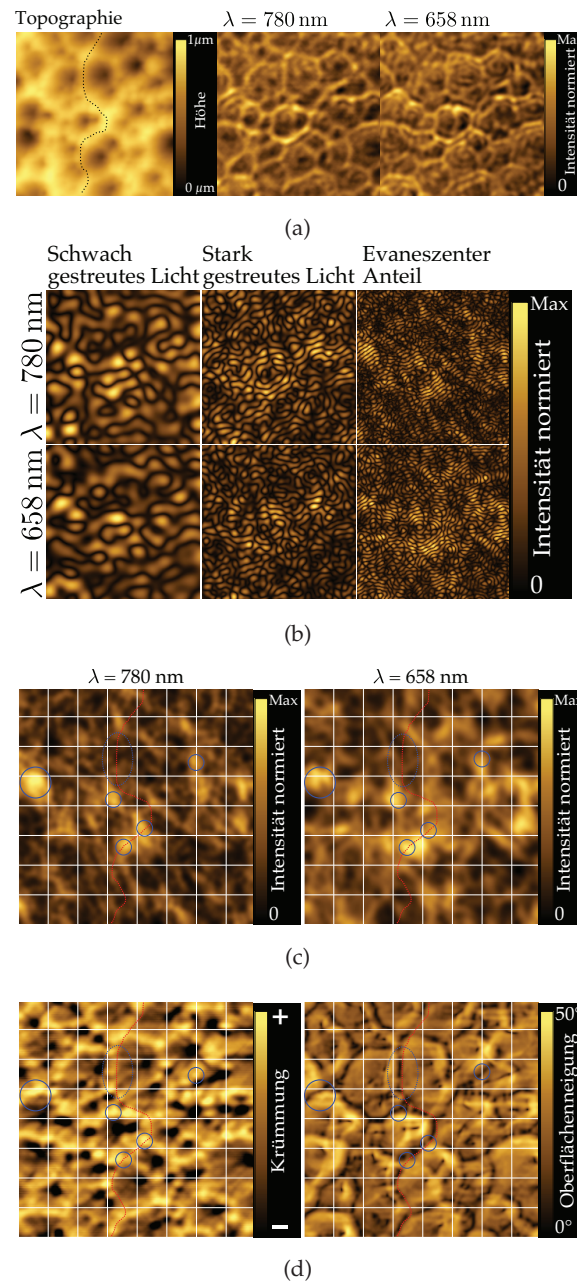 Topographie
λ = 780 nm
λ = 658 nm
1µm
Höhe
0 µm
Max
Intensität normiert
0
(a)
Schwach
gestreutes Licht
Stark
gestreutes Licht
Evaneszenter
Anteil
λ = 780 nm
λ = 658 nm
Max
Intensität normiert
0
(b)
λ = 780 nm
λ = 658 nm
Max
Intensität normiert
0
Max
Intensität normiert
0
(c)
+
Krümmung
−
50°
Oberflächenneigung
0°
(d)